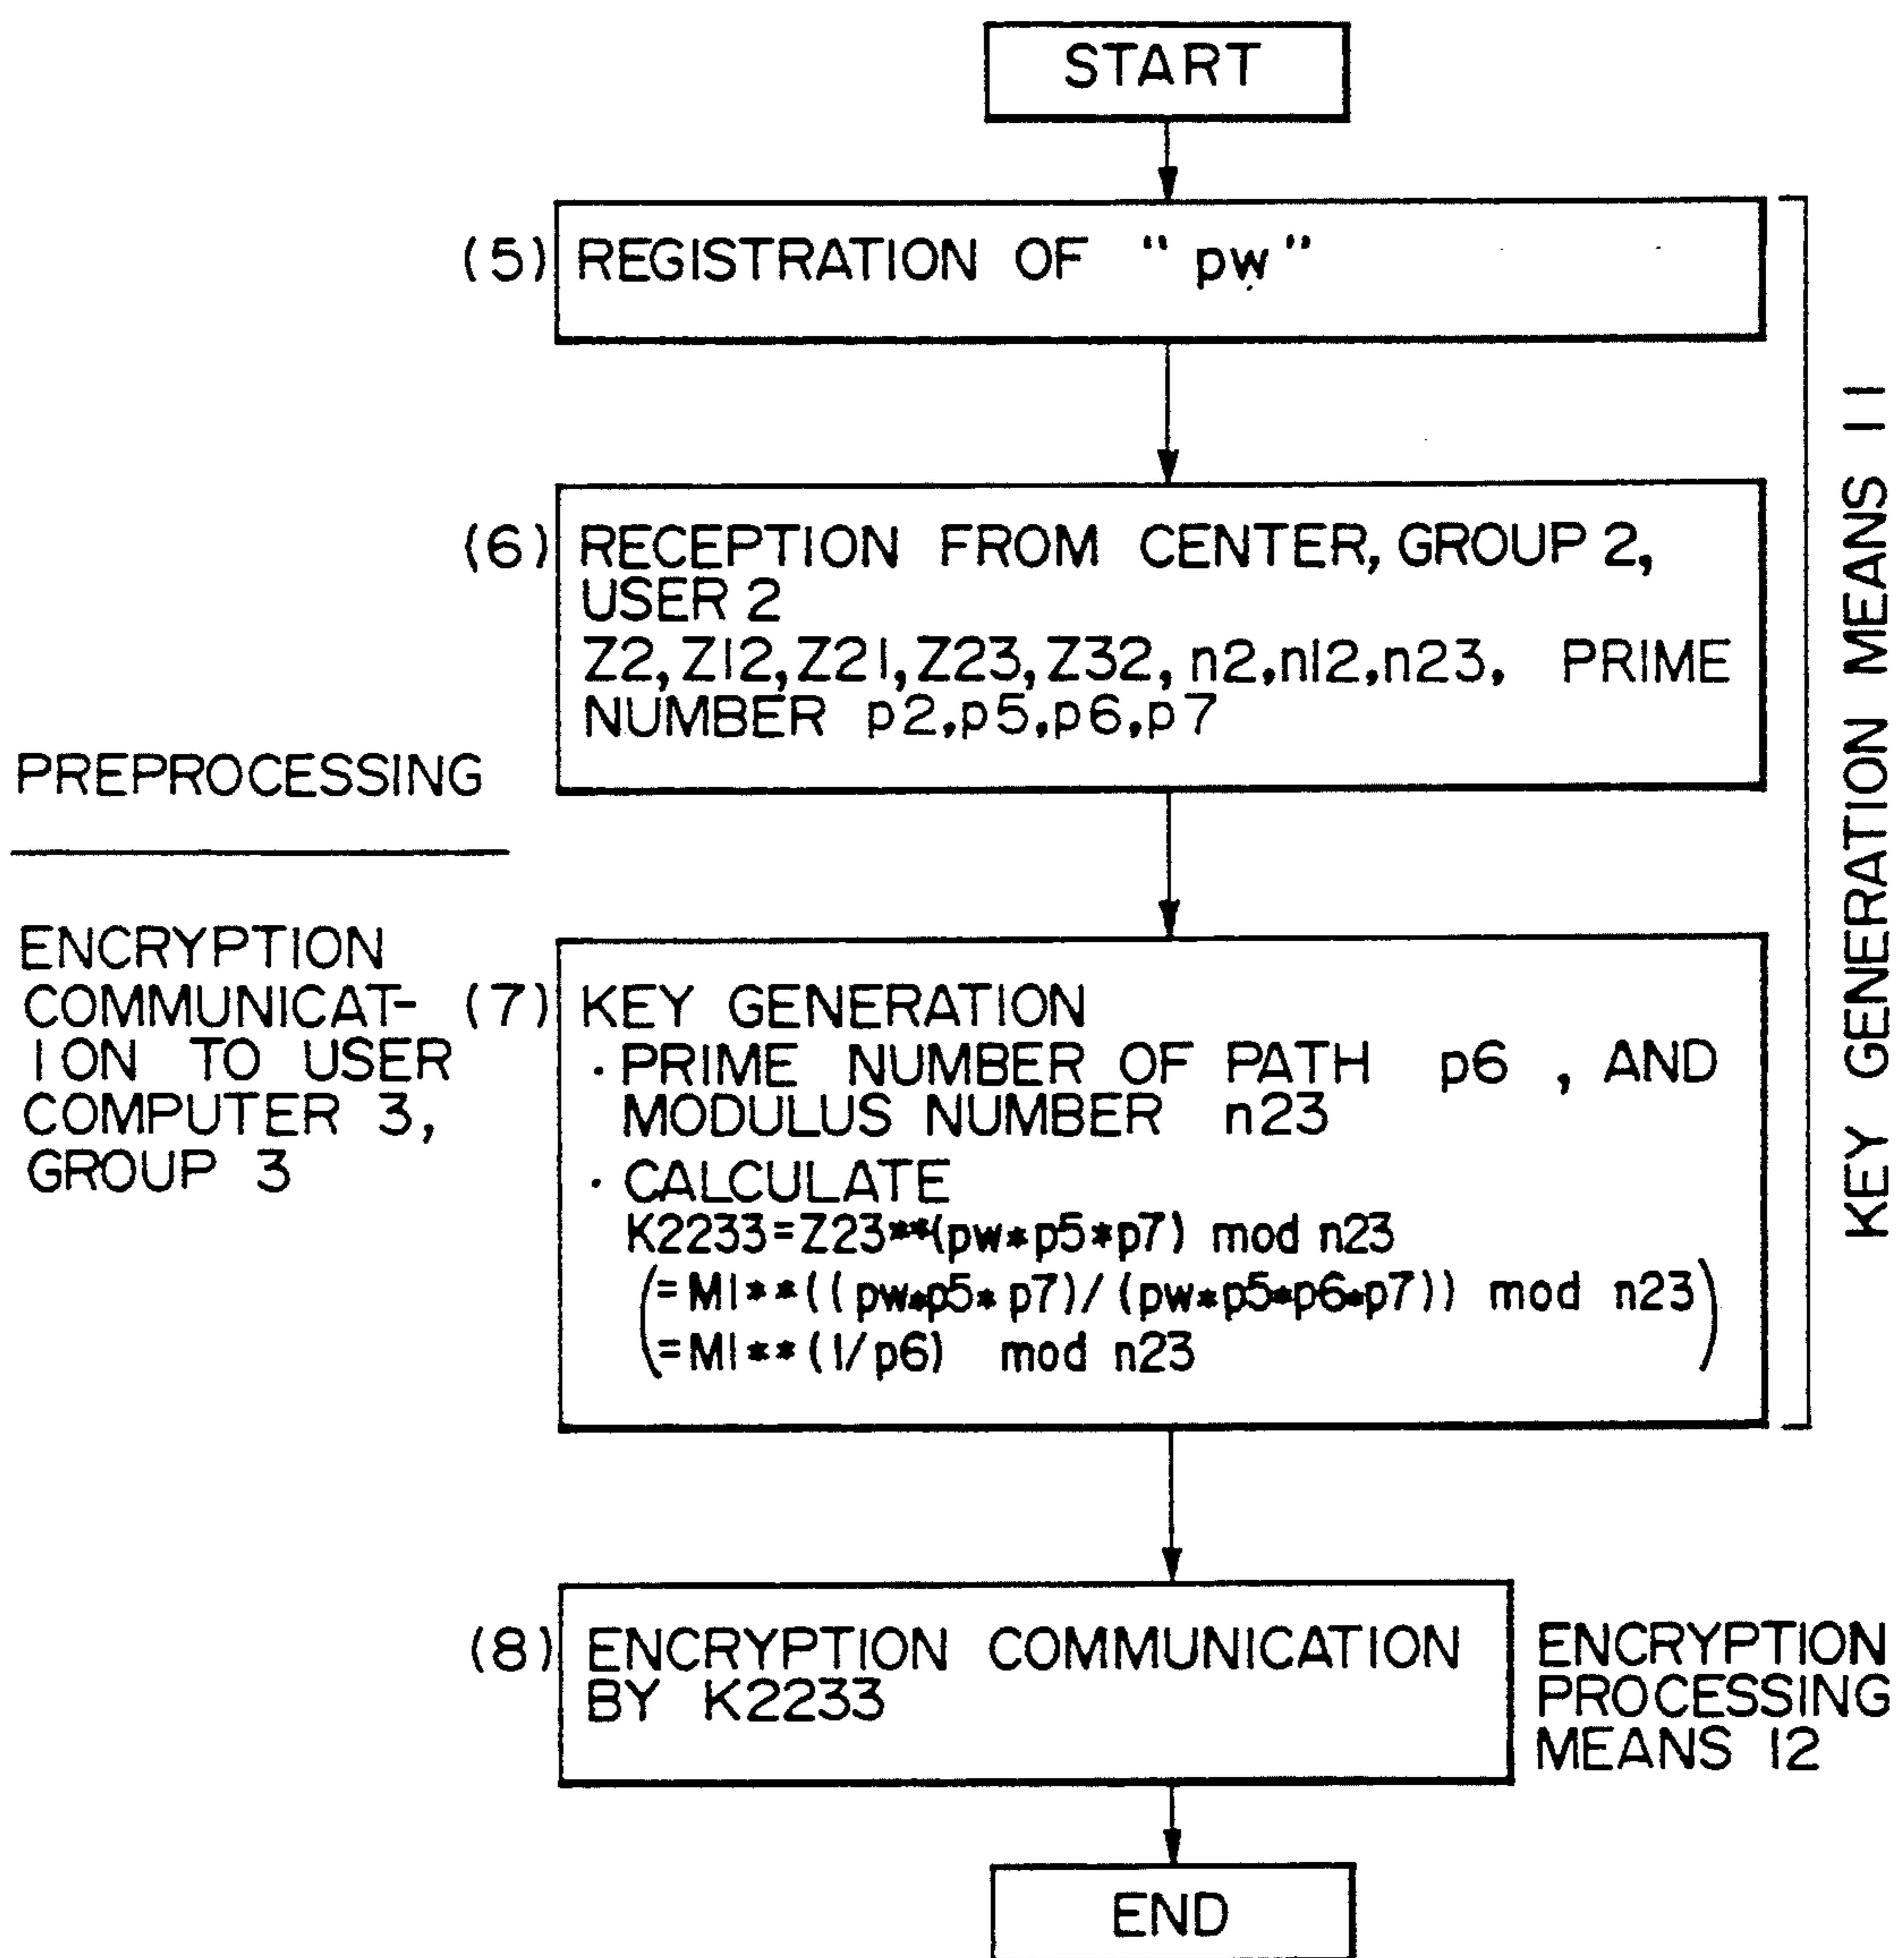 START
(5) REGISTRATION OF "pw"
(6) RECEPTION FROM CENTER, GROUP 2,
USER 2
Z2, Z12, Z21, Z23, Z32, n2, n12, n23, PRIME
NUMBER p2, p5, p6, p7
PREPROCESSING
ENCRYPTION
COMMUNICAT-
ION TO USER
COMPUTER 3,
GROUP 3
(7) KEY GENERATION
· PRIME NUMBER OF PATH p6 , AND
MODULUS NUMBER n23
· CALCULATE
K2233=Z23**(pw*p5*p7) mod n23
(=M1**((pw*p5*p7)/(pw*p5*p6*p7)) mod n23)
(=M1**(1/p6) mod n23)
KEY GENERATION MEANS 11
(8) ENCRYPTION COMMUNICATION
BY K2233
ENCRYPTION
PROCESSING
MEANS 12
END